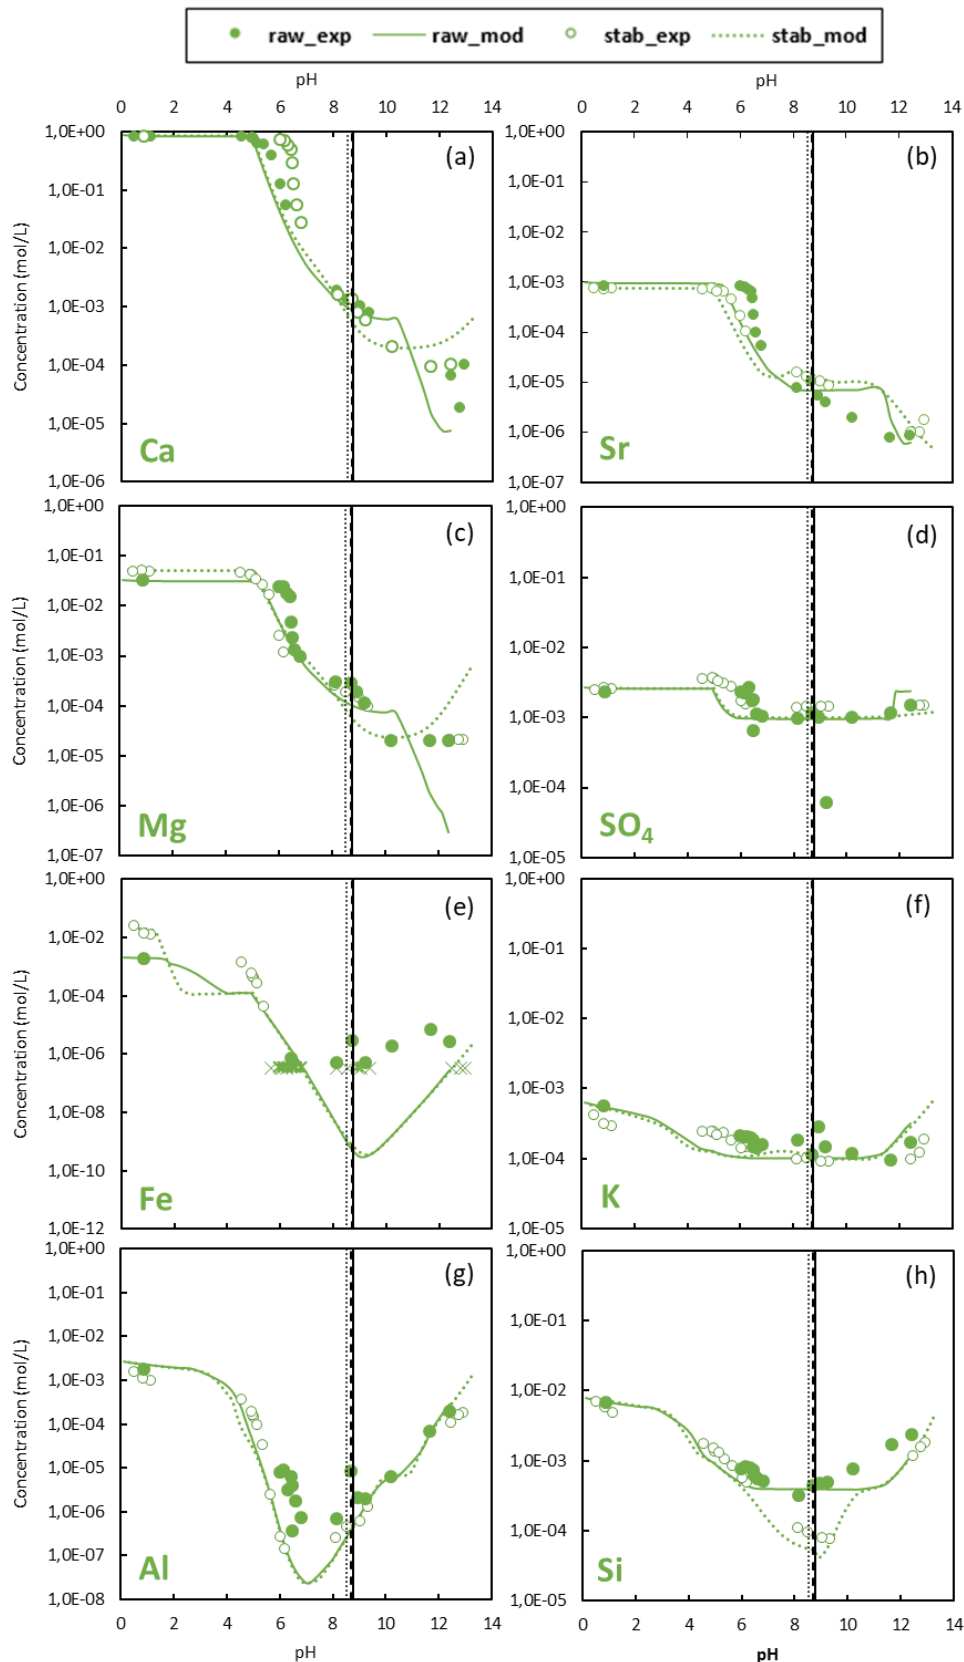 raw_exp raw_mod stab_exp stab_mod
pH pH
0 2 4 6 8 10 12 14 0 2 4 6 8 10 12 14
Concentration (mol/L)
1,0E+00
1,0E-01
1,0E-02
1,0E-03
1,0E-04
1,0E-05
1,0E-06
(a)
Ca
1,0E+00
1,0E-01
1,0E-02
1,0E-03
1,0E-04
1,0E-05
1,0E-06
1,0E-07
(b)
Sr
Concentration (mol/L)
1,0E+00
1,0E-01
1,0E-02
1,0E-03
1,0E-04
1,0E-05
1,0E-06
1,0E-07
(c)
Mg
1,0E+00
1,0E-01
1,0E-02
1,0E-03
1,0E-04
1,0E-05
(d)
SO4
Concentration (mol/L)
1,0E+00
1,0E-02
1,0E-04
1,0E-06
1,0E-08
1,0E-10
1,0E-12
(e)
Fe
1,0E+00
1,0E-01
1,0E-02
1,0E-03
1,0E-04
1,0E-05
(f)
K
Concentration (mol/L)
1,0E+00
1,0E-01
1,0E-02
1,0E-03
1,0E-04
1,0E-05
1,0E-06
1,0E-07
1,0E-08
(g)
Al
1,0E+00
1,0E-01
1,0E-02
1,0E-03
1,0E-04
1,0E-05
(h)
Si
0 2 4 6 8 10 12 14 0 2 4 6 8 10 12 14
pH pH